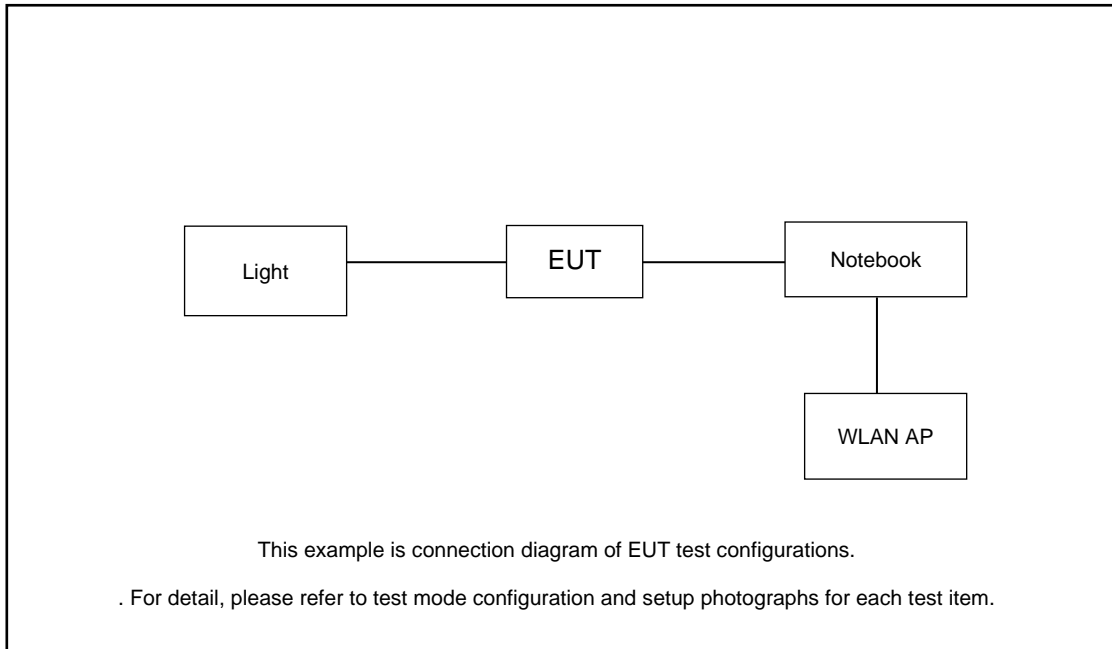 Light
EUT
Notebook
WLAN AP
This example is connection diagram of EUT test configurations.
. For detail, please refer to test mode configuration and setup photographs for each test item.